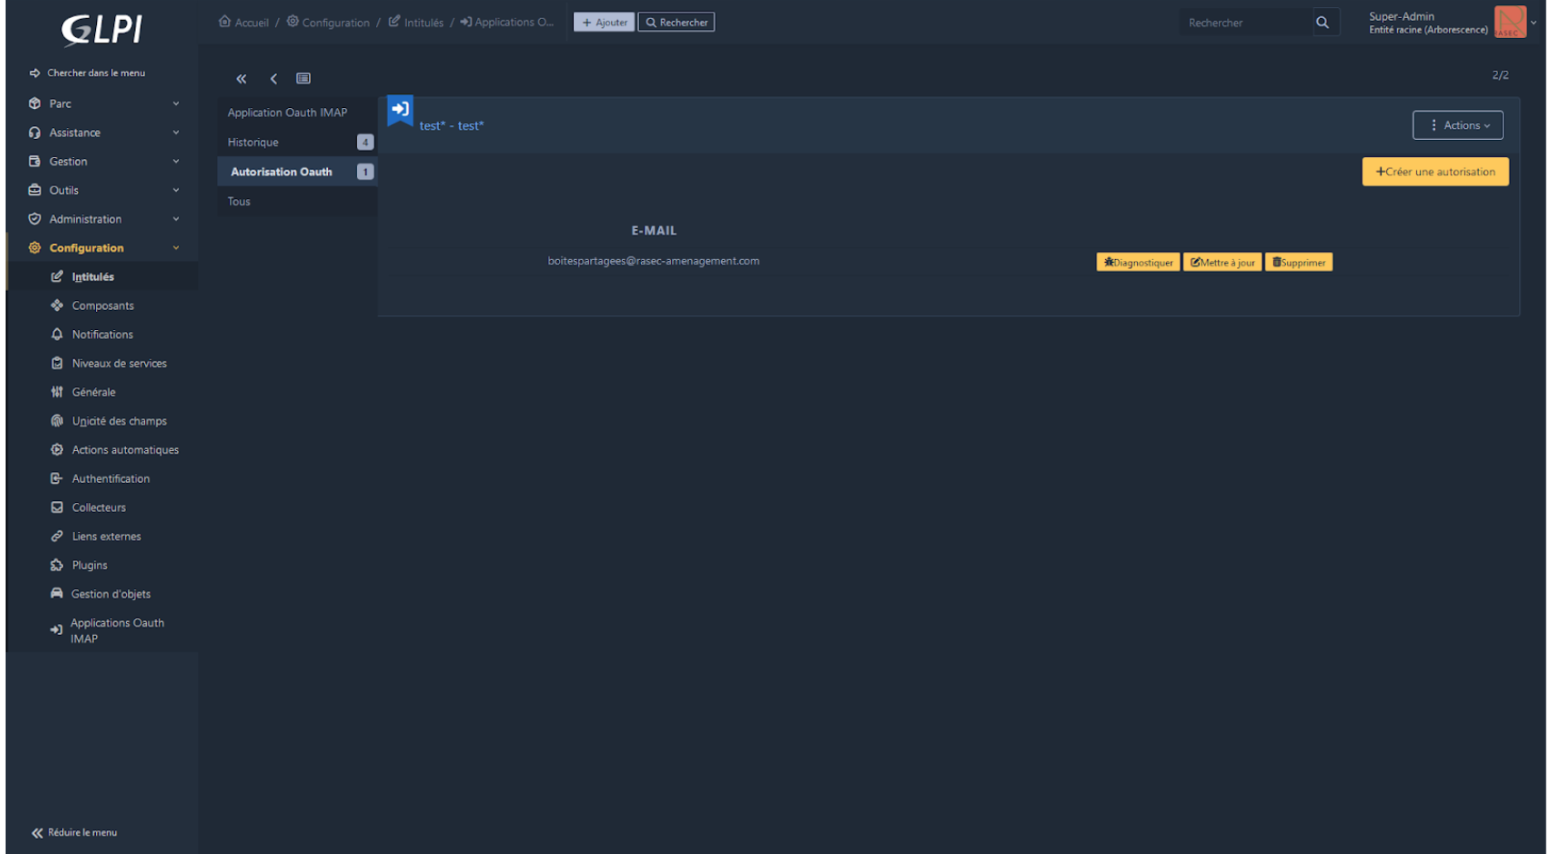 GLPI
Accueil / Configuration / Intitulés / Applications O...
+ Ajouter
Rechercher
Rechercher
Super-Admin
Entité racine (Arborescence)
RASEC
Chercher dans le menu
2/2
Parc
Assistance
Gestion
Outils
Administration
Configuration
Intitulés
Composants
Notifications
Niveaux de services
Générale
Unicité des champs
Actions automatiques
Authentification
Collecteurs
Liens externes
Plugins
Gestion d'objets
Applications Oauth
IMAP
Réduire le menu
Application Oauth IMAP
Historique 4
Autorisation Oauth 1
Tous
test* - test*
Actions
+Créer une autorisation
E-MAIL
boitespartagees@rasec-amenagement.com
Diagnostiquer
Mettre à jour
Supprimer